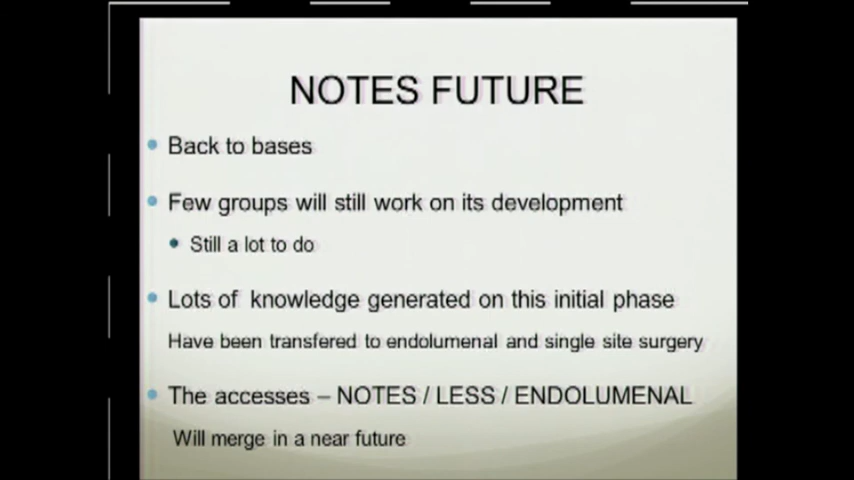 NOTES FUTURE
Back to bases
Few groups will still work on its development
Still a lot to do
Lots of knowledge generated on this initial phase
Have been transfered to endolumenal and single site surgery
The accesses – NOTES / LESS / ENDOLUMENAL
Will merge in a near future